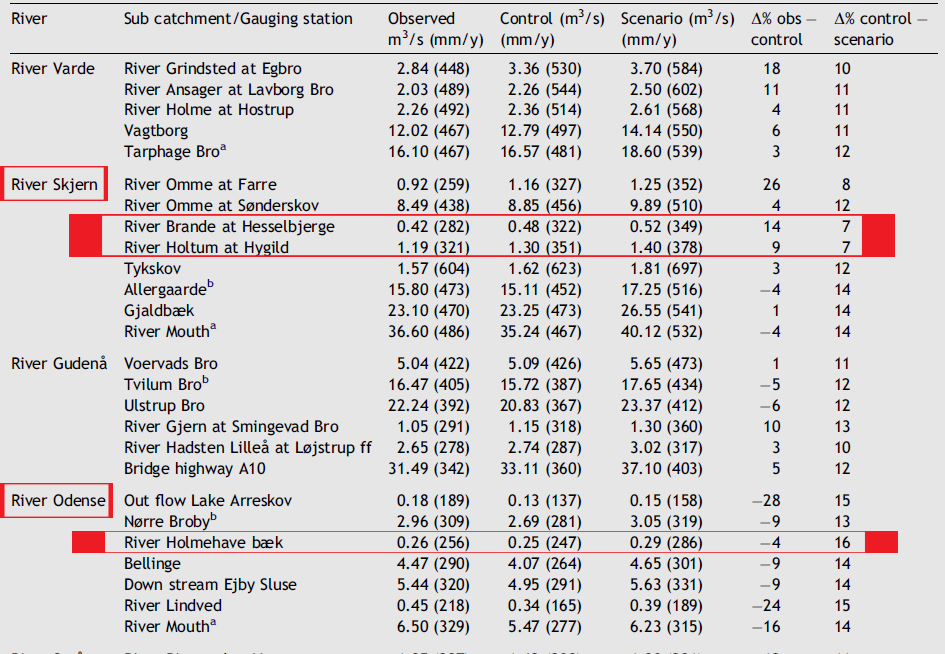 River Sub catchment/Gauging station Observed Control (m³/s) Scenario (m³/s) Δ% obs − Δ% control −
m³/s (mm/y) (mm/y) (mm/y) control scenario
River Varde River Grindsted at Egbro 2.84 (448) 3.36 (530) 3.70 (584) 18 10
River Ansager at Lavborg Bro 2.03 (489) 2.26 (544) 2.50 (602) 11 11
River Holme at Hostrup 2.26 (492) 2.36 (514) 2.61 (568) 4 11
Vagtborg 12.02 (467) 12.79 (497) 14.14 (550) 6 11
Tarphage Broᵃ 16.10 (467) 16.57 (481) 18.60 (539) 3 12
River Skjern River Omme at Farre 0.92 (259) 1.16 (327) 1.25 (352) 26 8
River Omme at Sønderskov 8.49 (438) 8.85 (456) 9.89 (510) 4 12
River Brande at Hesselbjerge 0.42 (282) 0.48 (322) 0.52 (349) 14 7
River Holtum at Hygild 1.19 (321) 1.30 (351) 1.40 (378) 9 7
Tykskov 1.57 (604) 1.62 (623) 1.81 (697) 3 12
Allergaardeᵇ 15.80 (473) 15.11 (452) 17.25 (516) −4 14
Gjaldbæk 23.10 (470) 23.25 (473) 26.55 (541) 1 14
River Mouthᵃ 36.60 (486) 35.24 (467) 40.12 (532) −4 14
River Gudenå Voervads Bro 5.04 (422) 5.09 (426) 5.65 (473) 1 11
Tvilum Broᵇ 16.47 (405) 15.72 (387) 17.65 (434) −5 12
Ulstrup Bro 22.24 (392) 20.83 (367) 23.37 (412) −6 12
River Gjern at Smingevad Bro 1.05 (291) 1.15 (318) 1.30 (360) 10 13
River Hadsten Lilleå at Løjstrup ff 2.65 (278) 2.74 (287) 3.02 (317) 3 10
Bridge highway A10 31.49 (342) 33.11 (360) 37.10 (403) 5 12
River Odense Out flow Lake Arreskov 0.18 (189) 0.13 (137) 0.15 (158) −28 15
Nørre Brobyᵇ 2.96 (309) 2.69 (281) 3.05 (319) −9 13
River Holmehave bæk 0.26 (256) 0.25 (247) 0.29 (286) −4 16
Bellinge 4.47 (290) 4.07 (264) 4.65 (301) −9 14
Down stream Ejby Sluse 5.44 (320) 4.95 (291) 5.63 (331) −9 14
River Lindved 0.45 (218) 0.34 (165) 0.39 (189) −24 15
River Mouthᵃ 6.50 (329) 5.47 (277) 6.23 (315) −16 14